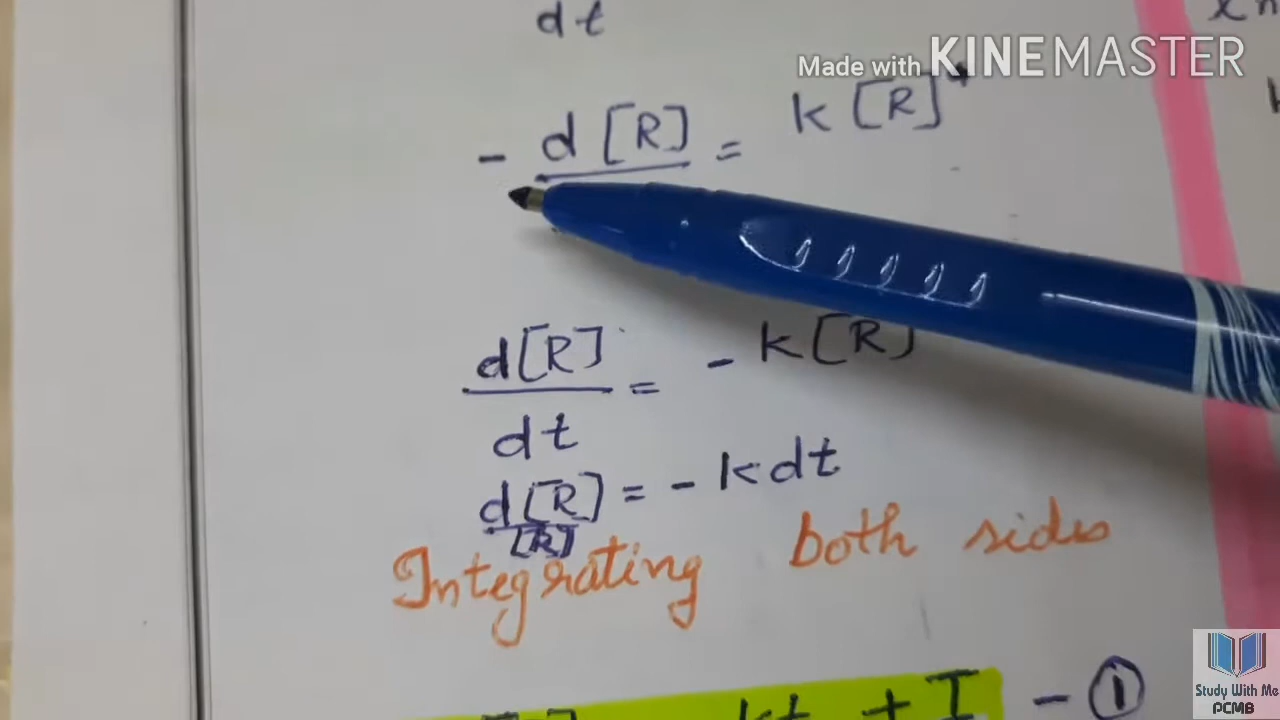 dt
Made with KINEMASTER
- d[R] = k[R]
d[R] = - k[R]
dt
d[R] = - kdt
[R]
Integrating both sides
kt + I - ①
Study With Me
PCMB